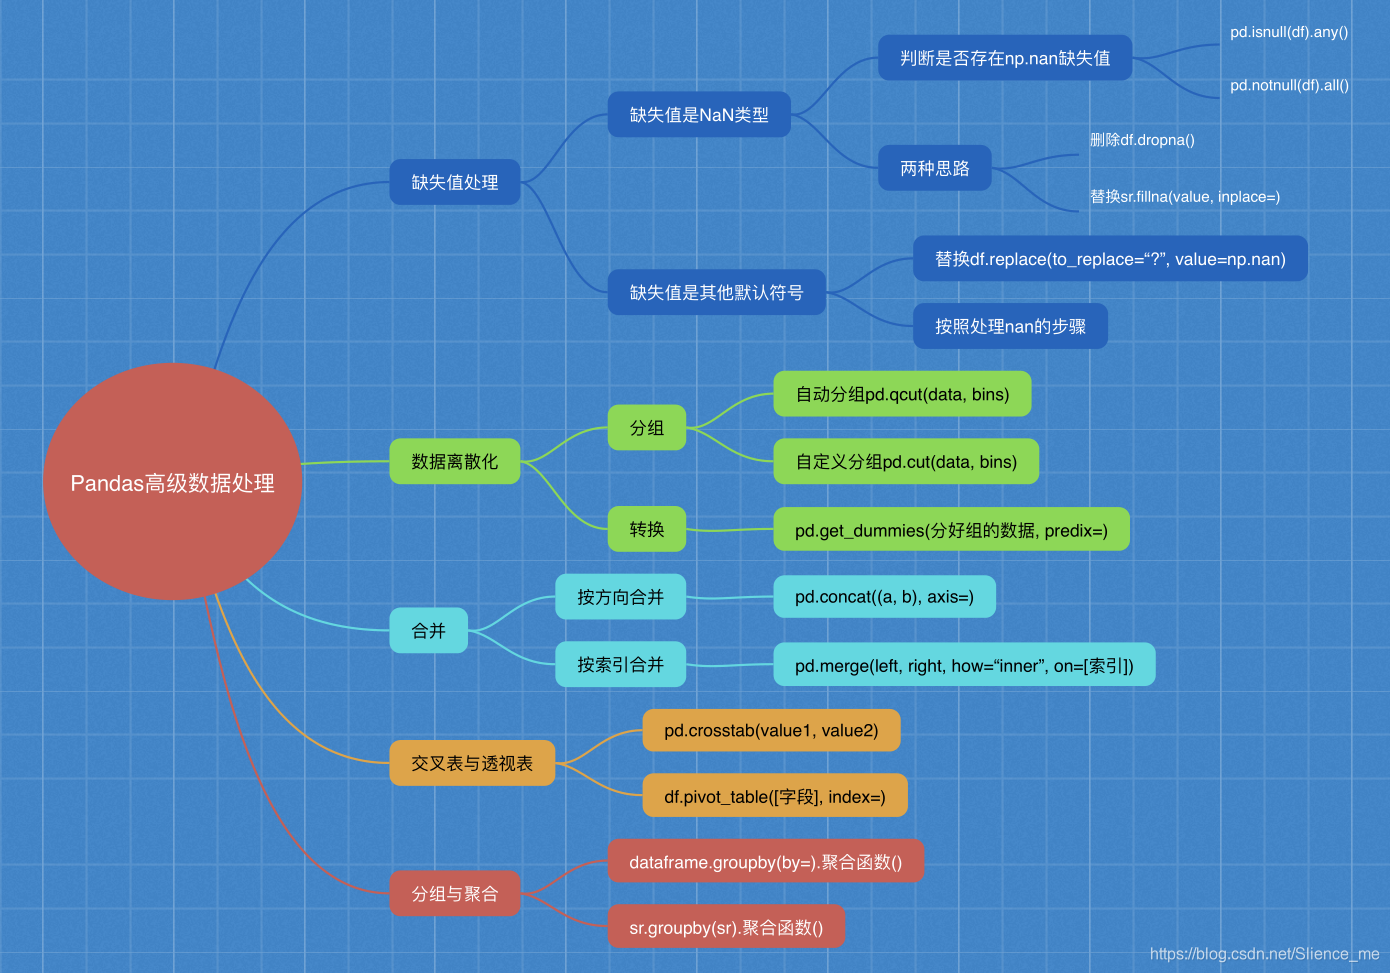 Pandas高级数据处理
缺失值处理
缺失值是NaN类型
判断是否存在np.nan缺失值
pd.isnull(df).any()
pd.notnull(df).all()
两种思路
删除df.dropna()
替换sr.fillna(value, inplace=)
缺失值是其他默认符号
替换df.replace(to_replace=“?”, value=np.nan)
按照处理nan的步骤
数据离散化
分组
自动分组pd.qcut(data, bins)
自定义分组pd.cut(data, bins)
转换
pd.get_dummies(分好组的数据, predix=)
合并
按方向合并
pd.concat((a, b), axis=)
按索引合并
pd.merge(left, right, how=“inner”, on=[索引])
交叉表与透视表
pd.crosstab(value1, value2)
df.pivot_table([字段], index=)
分组与聚合
dataframe.groupby(by=).聚合函数()
sr.groupby(sr).聚合函数()
https://blog.csdn.net/Slience_me